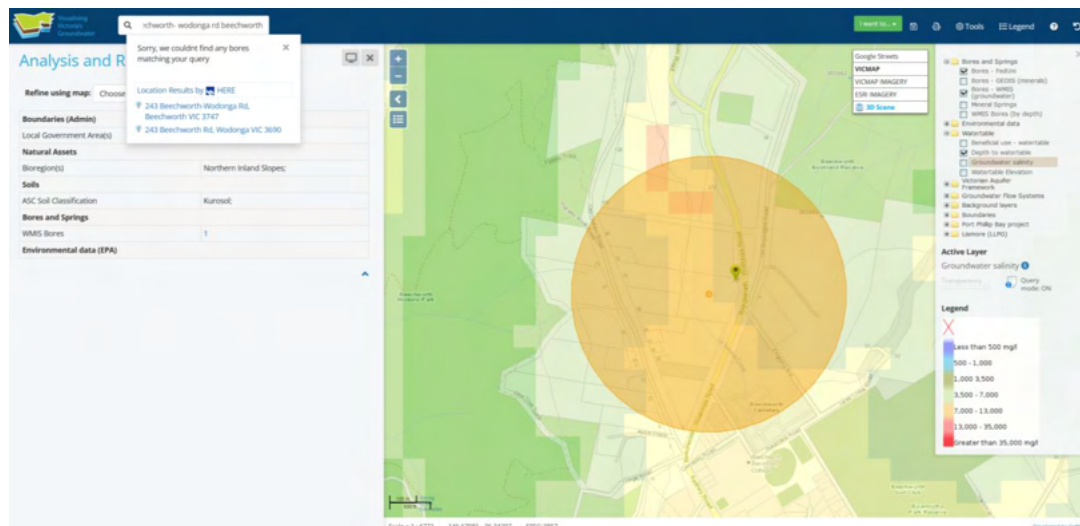 Visualising
Victoria's
Groundwater
chworth- wodonga rd beechworth
I want to...
Tools
Legend
Sorry, we couldnt find any bores
matching your query
Location Results by HERE
243 Beechworth-Wodonga Rd,
Beechworth VIC 3747
243 Beechworth Rd, Wodonga VIC 3690
Analysis and R
Refine using map: Choose
Boundaries (Admin)
Local Government Area(s)
Natural Assets
Bioregion(s) Northern Inland Slopes;
Soils
ASC Soil Classification Kurosol;
Bores and Springs
WMIS Bores 1
Environmental data (EPA)
Google Streets
VICMAP
VICMAP IMAGERY
ESRI IMAGERY
3D Scene
Bores and Springs
Bores - FedUni
Bores - GEDIS (minerals)
Bores - WMIS
(groundwater)
Mineral Springs
WMIS Bores (by depth)
Environmental data
Watertable
Beneficial use - watertable
Depth to watertable
Groundwater salinity
Watertable Elevation
Victorian Aquifer
Framework
Groundwater Flow Systems
Background layers
Boundaries
Port Phillip Bay project
Lismore (LLPG)
Active Layer
Groundwater salinity
Transparency
Query
mode: ON
Legend
Less than 500 mg/l
500 - 1,000
1,000 3,500
3,500 - 7,000
7,000 - 13,000
13,000 - 35,000
Greater than 35,000 mg/l
Beechworth
Historic Park
Beechworth
Cemetery